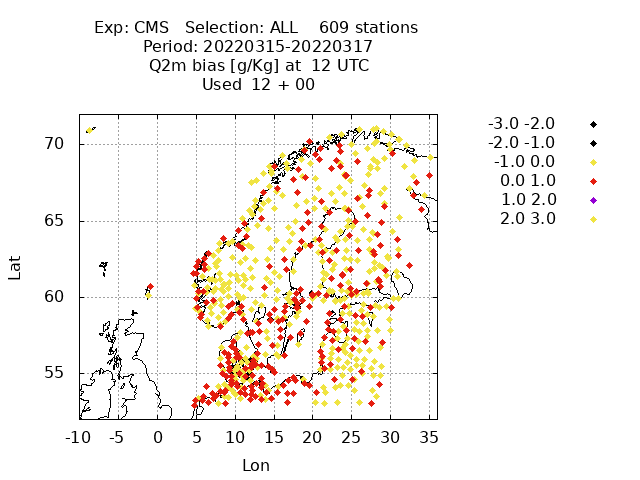 Exp: CMS Selection: ALL 609 stations
Period: 20220315-20220317
Q2m bias [g/Kg] at 12 UTC
Used 12 + 00
-3.0 -2.0
-2.0 -1.0
-1.0 0.0
0.0 1.0
1.0 2.0
2.0 3.0
70
65
60
55
Lat
-10 -5 0 5 10 15 20 25 30 35
Lon